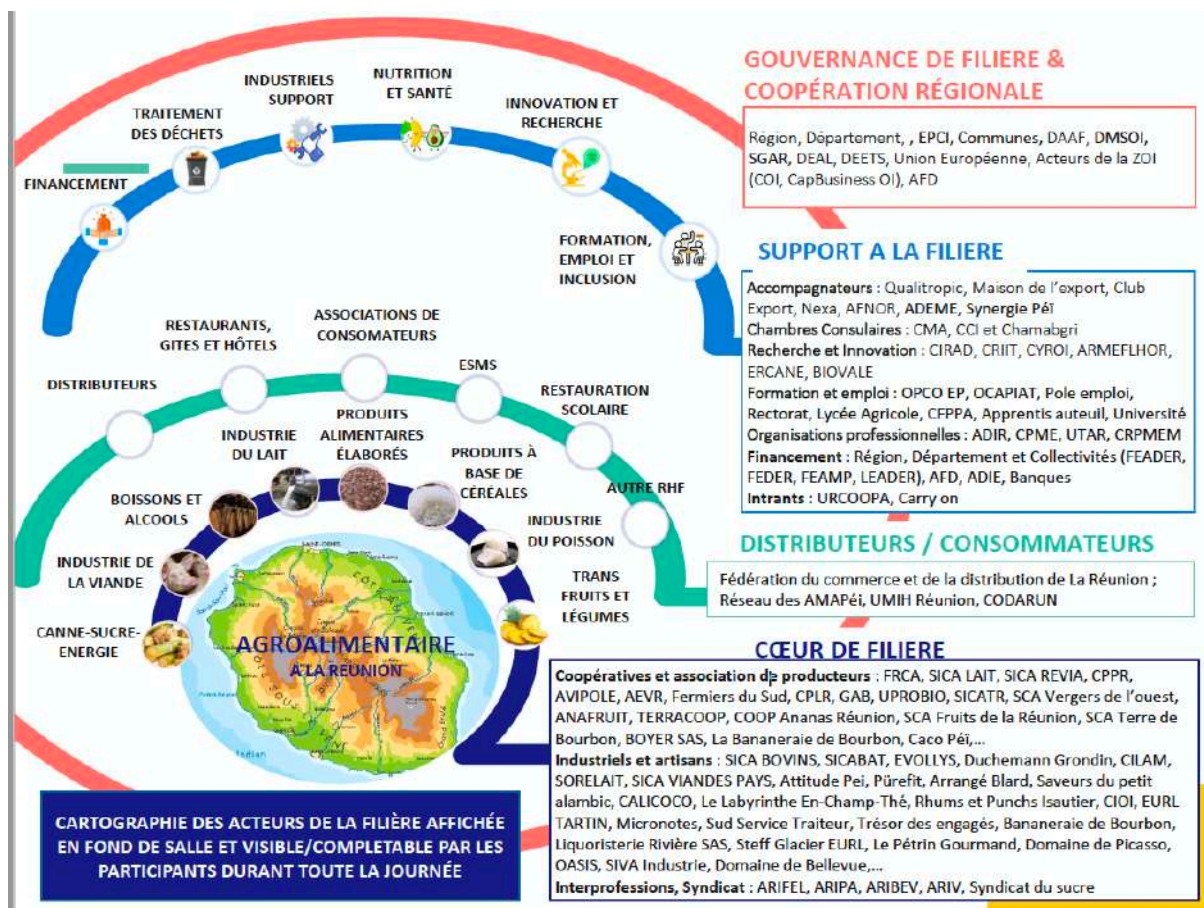 GOUVERNANCE DE FILIERE &
COOPÉRATION RÉGIONALE
Région, Département, , EPCI, Communes, DAAF, DMSOI,
SGAR, DEAL, DEETS, Union Européenne, Acteurs de la ZOI
(COI, CapBusiness OI), AFD
INDUSTRIELS
SUPPORT
NUTRITION
ET SANTÉ
TRAITEMENT
DES DÉCHETS
INNOVATION ET
RECHERCHE
FINANCEMENT
FORMATION,
EMPLOI ET
INCLUSION
SUPPORT A LA FILIERE
Accompagnateurs : Qualitropic, Maison de l'export, Club
Export, Nexa, AFNOR, ADEME, Synergie Péï
Chambres Consulaires : CMA, CCI et Chamabgri
Recherche et Innovation : CIRAD, CRIIT, CYROI, ARMEFLHOR,
ERCANE, BIOVALE
Formation et emploi : OPCO EP, OCAPIAT, Pole emploi,
Rectorat, Lycée Agricole, CFPPA, Apprentis auteuil, Université
Organisations professionnelles : ADIR, CPME, UTAR, CRPMEM
Financement : Région, Département et Collectivités (FEADER,
FEDER, FEAMP, LEADER), AFD, ADIE, Banques
Intrants : URCOOPA, Carry on
RESTAURANTS,
GITES ET HÔTELS
ASSOCIATIONS DE
CONSOMATEURS
DISTRIBUTEURS
ESMS
RESTAURATION
SCOLAIRE
AUTRE RHF
DISTRIBUTEURS / CONSOMMATEURS
Fédération du commerce et de la distribution de La Réunion ;
Réseau des AMAPéi, UMIH Réunion, CODARUN
CANNE-SUCRE-
ENERGIE
INDUSTRIE DE
LA VIANDE
BOISSONS ET
ALCOOLS
INDUSTRIE
DU LAIT
PRODUITS
ALIMENTAIRES
ÉLABORÉS
PRODUITS À
BASE DE
CÉRÉALES
INDUSTRIE
DU POISSON
TRANS
FRUITS ET
LÉGUMES
AGROALIMENTAIRE
A LA RÉUNION
Indian
CŒUR DE FILIERE
Coopératives et association de producteurs : FRCA, SICA LAIT, SICA REVIA, CPPR,
AVIPOLE, AEVR, Fermiers du Sud, CPLR, GAB, UPROBIO, SICATR, SCA Vergers de l'ouest,
ANAFRUIT, TERRACOOP, COOP Ananas Réunion, SCA Fruits de la Réunion, SCA Terre de
Bourbon, BOYER SAS, La Bananeraie de Bourbon, Caco Péï,...
Industriels et artisans : SICA BOVINS, SICABAT, EVOLLYS, Duchemann Grondin, CILAM,
SORELAIT, SICA VIANDES PAYS, Attitude Pei, Pürefit, Arrangé Blard, Saveurs du petit
alambic, CALICOCO, Le Labyrinthe En-Champ-Thé, Rhums et Punchs Isautier, CIOI, EURL
TARTIN, Micronotes, Sud Service Traiteur, Trésor des engagés, Bananeraie de Bourbon,
Liquoristerie Rivière SAS, Steff Glacier EURL, Le Pétrin Gourmand, Domaine de Picasso,
OASIS, SIVA Industrie, Domaine de Bellevue,...
Interprofessions, Syndicat : ARIFEL, ARIPA, ARIBEV, ARIV, Syndicat du sucre
CARTOGRAPHIE DES ACTEURS DE LA FILIÈRE AFFICHÉE
EN FOND DE SALLE ET VISIBLE/COMPLETABLE PAR LES
PARTICIPANTS DURANT TOUTE LA JOURNÉE